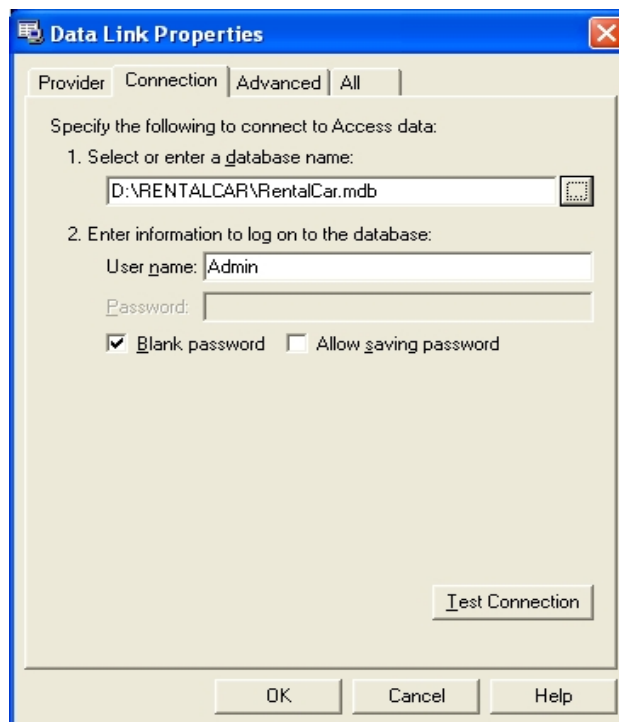 Data Link Properties
Provider Connection Advanced All
Specify the following to connect to Access data:
1. Select or enter a database name:
D:\RENTALCAR\RentalCar.mdb
2. Enter information to log on to the database:
User name: Admin
Password:
Blank password Allow saving password
Test Connection
OK Cancel Help